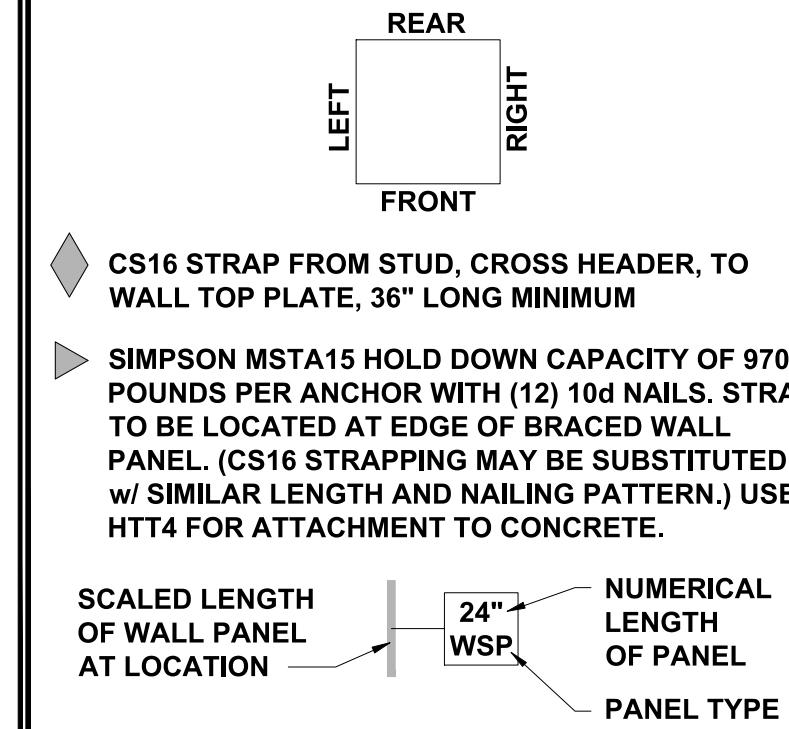 REAR
LEFT
RIGHT
FRONT
CS16 STRAP FROM STUD, CROSS HEADER, TO
WALL TOP PLATE, 36" LONG MINIMUM
SIMPSON MSTA15 HOLD DOWN CAPACITY OF 970
POUNDS PER ANCHOR WITH (12) 10d NAILS. STRA
TO BE LOCATED AT EDGE OF BRACED WALL
PANEL. (CS16 STRAPPING MAY BE SUBSTITUTED
w/ SIMILAR LENGTH AND NAILING PATTERN.) USE
HTT4 FOR ATTACHMENT TO CONCRETE.
SCALED LENGTH
OF WALL PANEL
AT LOCATION
24"
WSP
NUMERICAL
LENGTH
OF PANEL
PANEL TYPE